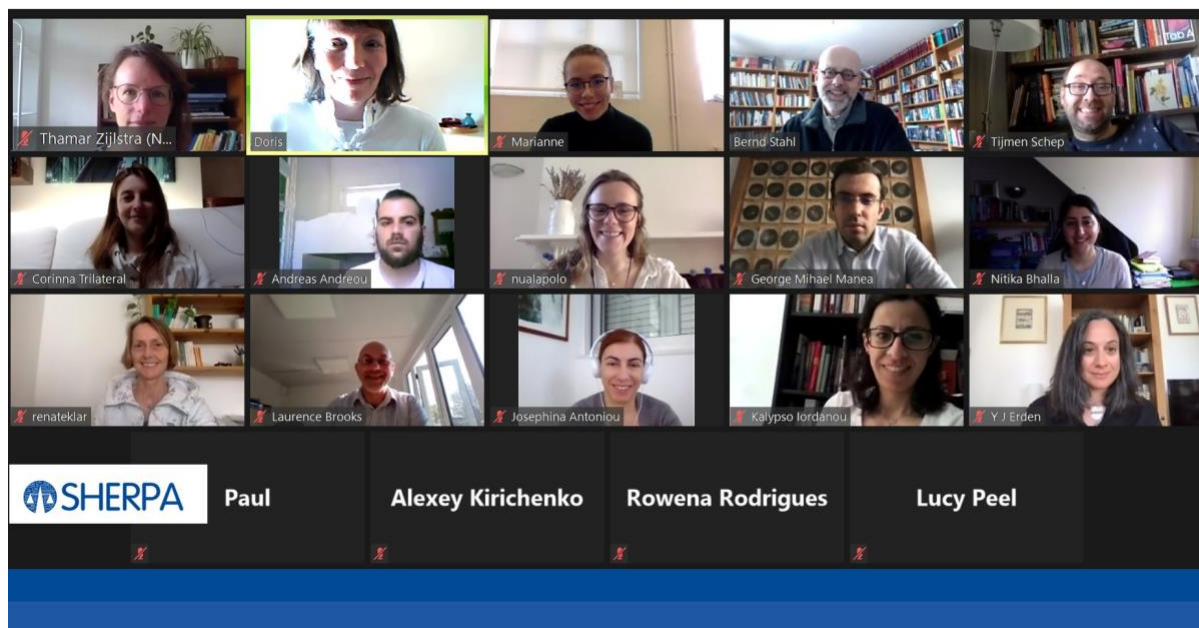 Tab A
Thamar Zijlstra (N...
Doris
Marianne
Bernd Stahl
Tijmen Schep
Corinna Trilateral
Andreas Andreou
nualapolo
George Mihael Manea
Nitika Bhalla
renateklar
Laurence Brooks
Josephina Antoniou
Kalypso Iordanou
Y J Erden
SHERPA
Paul
Alexey Kirichenko
Rowena Rodrigues
Lucy Peel